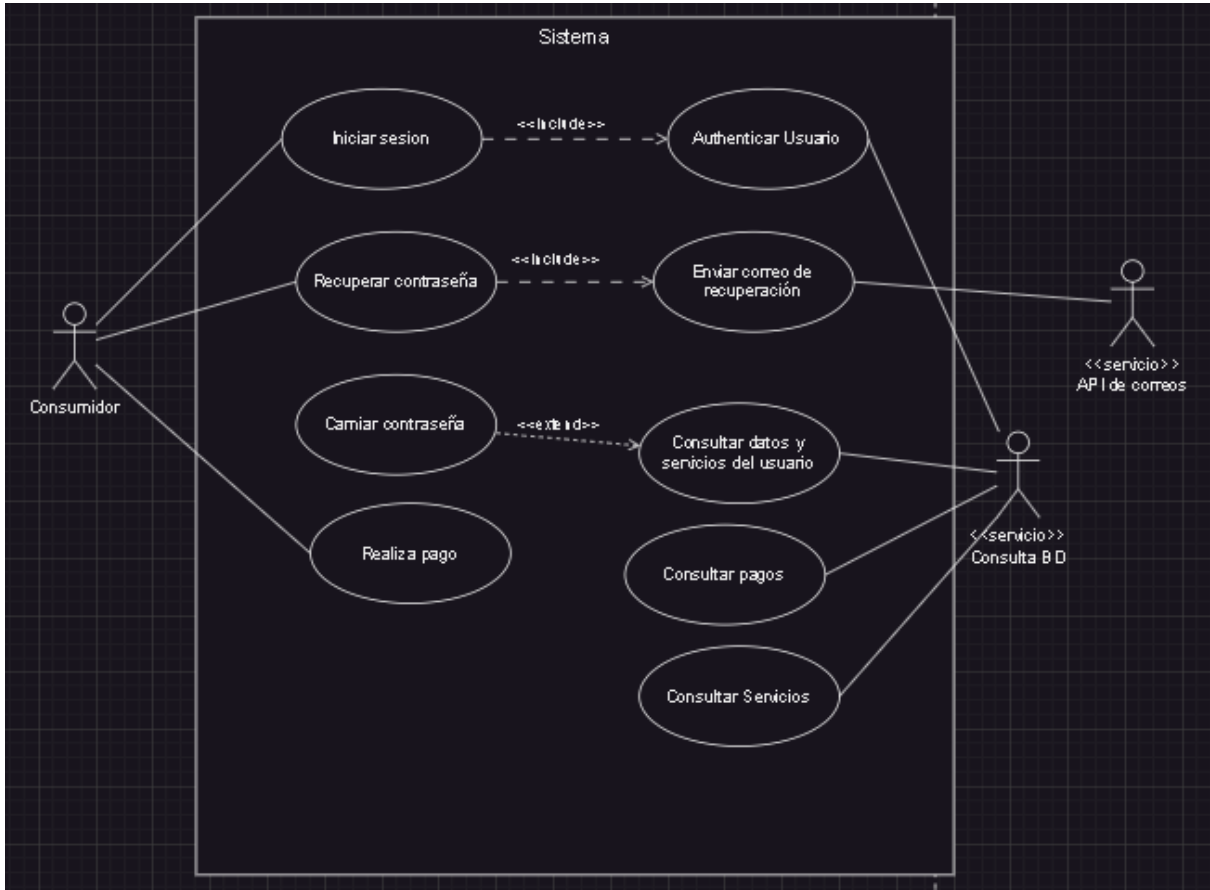 Sistema
Iniciar sesion
<<Include>>
Authenticar Usuario
Recuperar contraseña
<<Include>>
Enviar correo de
recuperación
<<servicio>>
API de correos
Consumidor
Camiar contraseña
<<extend>>
Consultar datos y
servicios del usuario
<<servicio>>
Consulta BD
Realiza pago
Consultar pagos
Consultar Servicios